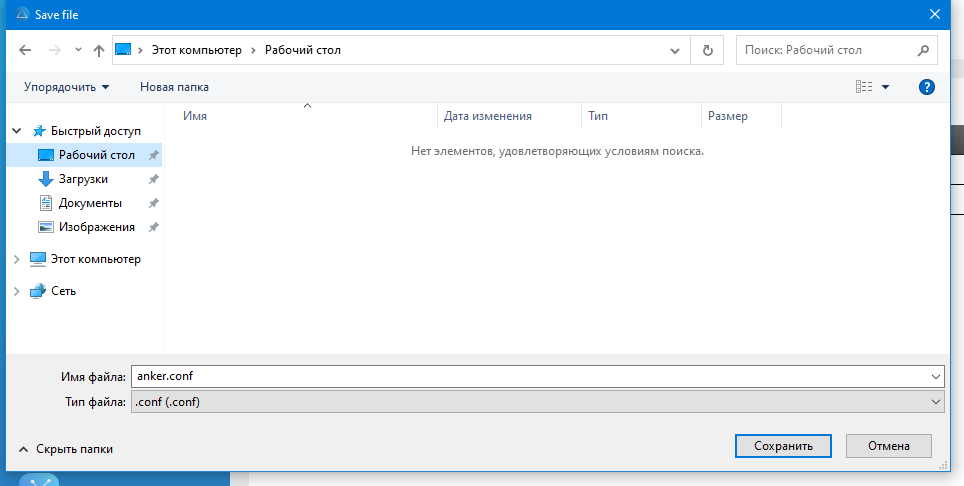 Save file
Этот компьютер
Рабочий стол
Поиск: Рабочий стол
Упорядочить
Новая папка
?
Имя
Дата изменения
Тип
Размер
Нет элементов, удовлетворяющих условиям поиска.
Быстрый доступ
Рабочий стол
Загрузки
Документы
Изображения
Этот компьютер
Сеть
Имя файла: anker.conf
Тип файла: .conf (.conf)
Скрыть папки
Сохранить
Отмена